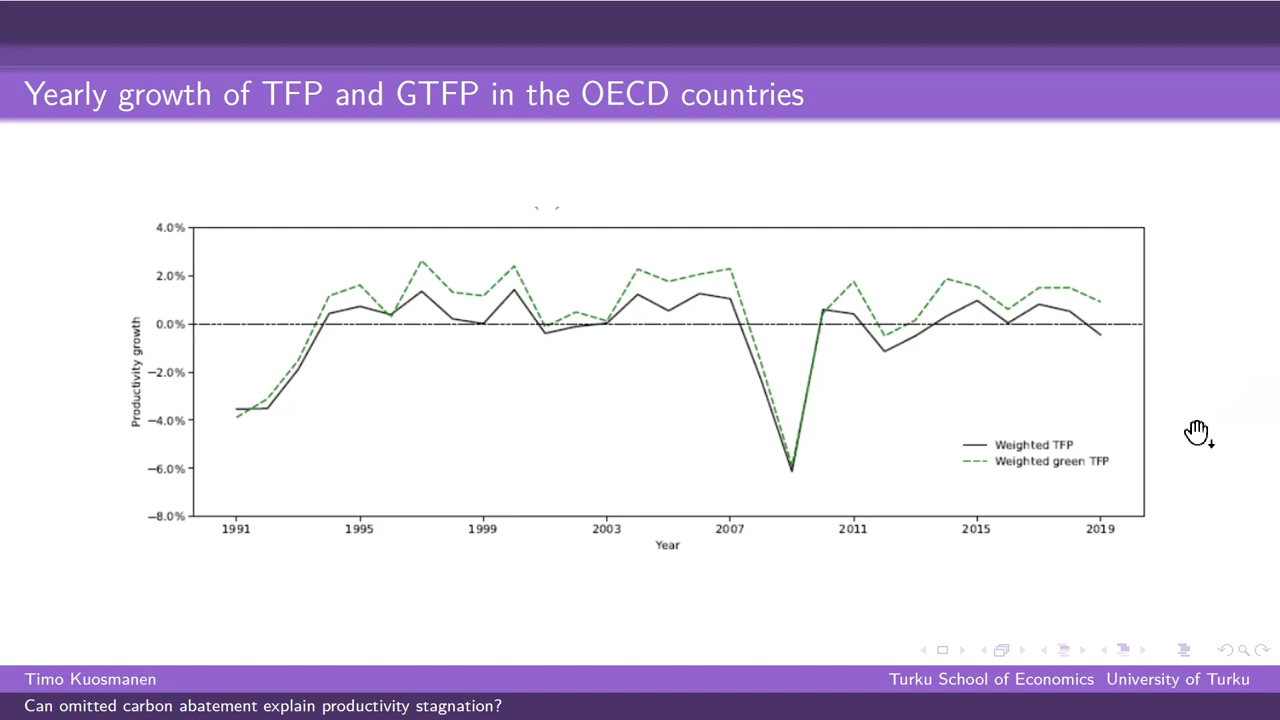 Yearly growth of TFP and GTFP in the OECD countries
4.0%
2.0%
0.0%
−2.0%
−4.0%
−6.0%
−8.0%
Productivity growth
Weighted TFP
Weighted green TFP
1991 1995 1999 2003 2007 2011 2015 2019
Year
Timo Kuosmanen Turku School of Economics University of Turku
Can omitted carbon abatement explain productivity stagnation?